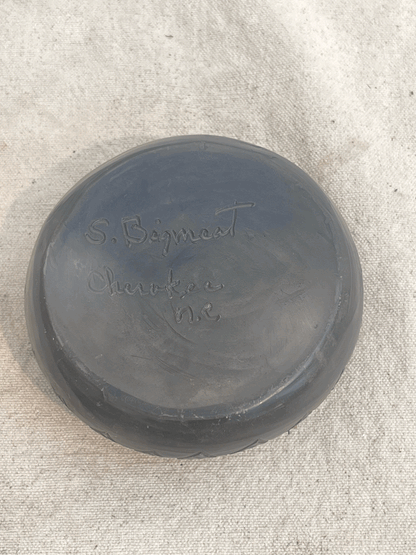 S. Bigmeat
Cherokee
N.C.